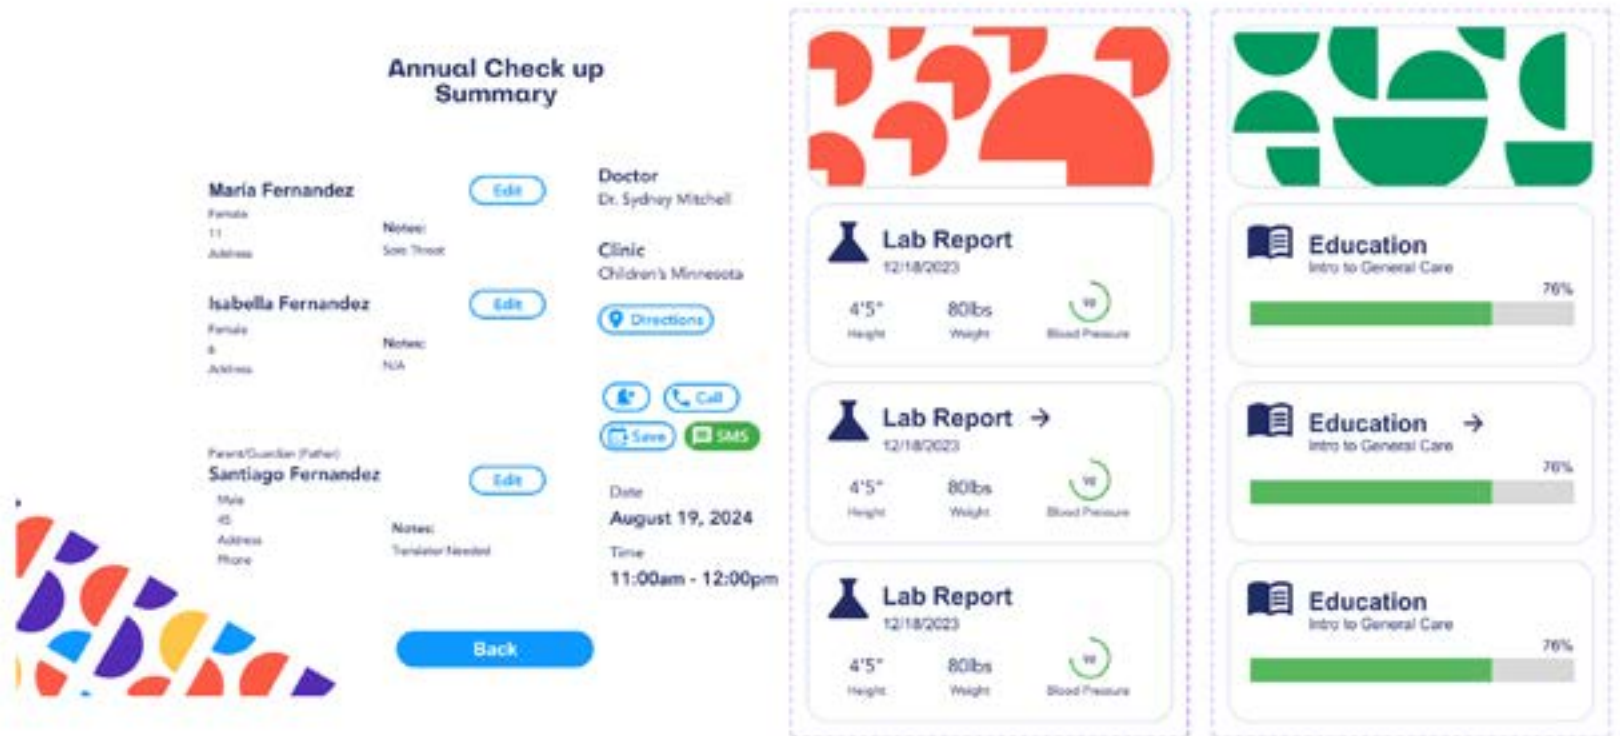 Annual Check up
Summary
Maria Fernandez
Edit
Female
11
Address
Notes:
Sore Throat
Isabella Fernandez
Edit
Female
6
Address
Notes:
N/A
Parent/Guardian (Father)
Santiago Fernandez
Edit
Male
45
Address
Phone
Notes:
Translator Needed
Back
Doctor
Dr. Sydney Mitchell
Clinic
Children's Minnesota
Directions
Call
Save
SMS
Date
August 19, 2024
Time
11:00am - 12:00pm
Lab Report
12/18/2023
4'5"
80lbs
Height
Weight
Blood Pressure
Lab Report →
12/18/2023
4'5"
80lbs
Height
Weight
Blood Pressure
Lab Report
12/18/2023
4'5"
80lbs
Height
Weight
Blood Pressure
Education
Intro to General Care
76%
Education →
Intro to General Care
76%
Education
Intro to General Care
76%